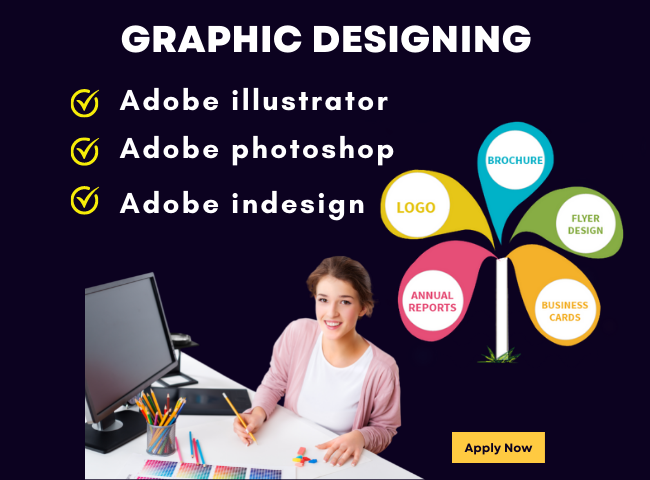 GRAPHIC DESIGNING
Adobe illustrator
Adobe photoshop
Adobe indesign
BROCHURE
LOGO
FLYER
DESIGN
ANNUAL
REPORTS
BUSINESS
CARDS
Apply Now